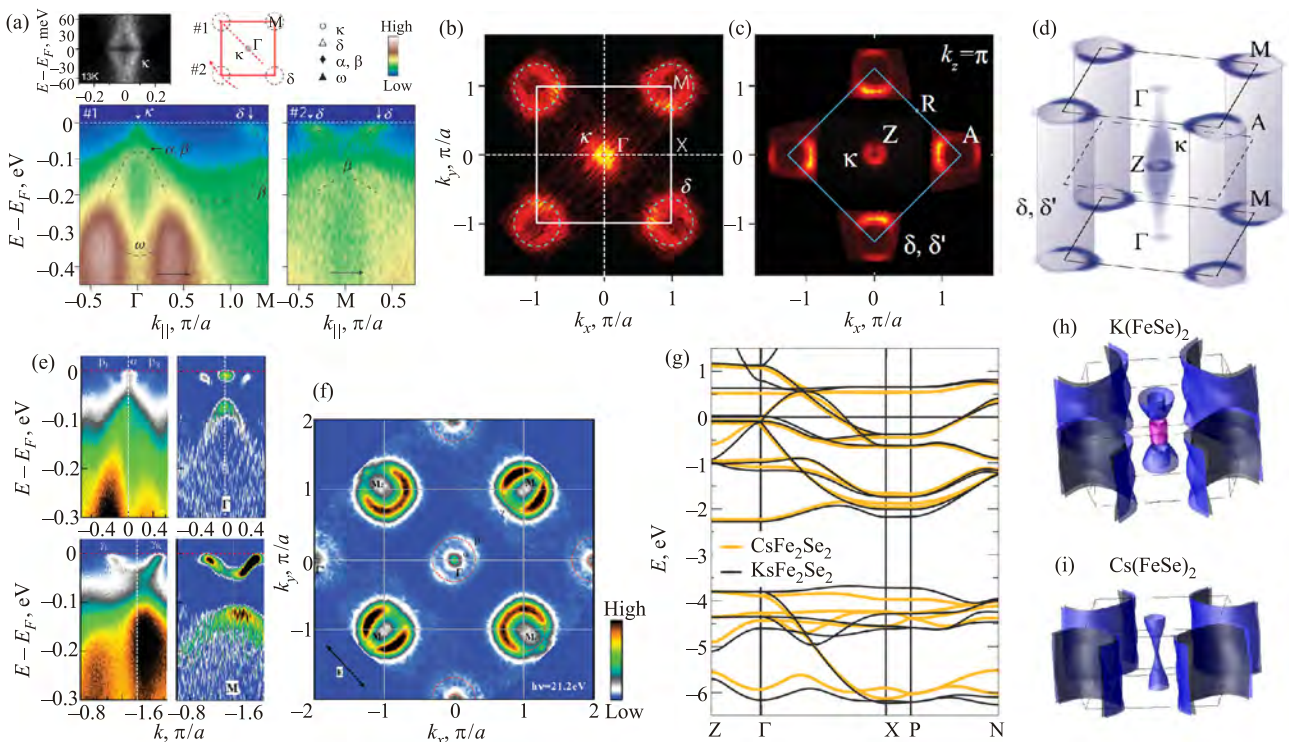 (a)
E − E_F, meV
60
30
0
−30
−60
13K
κ
−0.2
0
0.2
#1
M
Γ
κ
#2
δ
κ
δ
α, β
ω
High
Low
#1
κ
δ
α, β
β
ω
E − E_F, eV
0
−0.1
−0.2
−0.3
−0.4
−0.5
Γ
0.5
1.0
M
k_||, π/a
#2
δ
δ
β
−0.5
M
0.5
k_||, π/a
(b)
M
κ
Γ
X
δ
k_y, π/a
1
0
−1
−1
0
1
k_x, π/a
(c)
k_z = π
R
Z
A
κ
δ, δ'
1
0
−1
−1
0
1
k_x, π/a
(d)
M
Γ
A
κ
Z
M
δ, δ'
Γ
(e)
α
E − E_F, eV
0
−0.1
−0.2
−0.3
−0.4
0
0.4
−0.4
0
0.4
Γ
E − E_F, eV
0
−0.1
−0.2
−0.3
−0.8
−1.6
−0.8
−1.6
M
k, π/a
(f)
k_y, π/a
2
1
0
−1
−2
−1
0
1
2
k_x, π/a
Γ
hν=21.2eV
High
Low
(g)
E, eV
1
0
−1
−2
−3
−4
−5
−6
CsFe2Se2
KsFe2Se2
Z
Γ
X
P
N
(h)
K(FeSe)2
(i)
Cs(FeSe)2